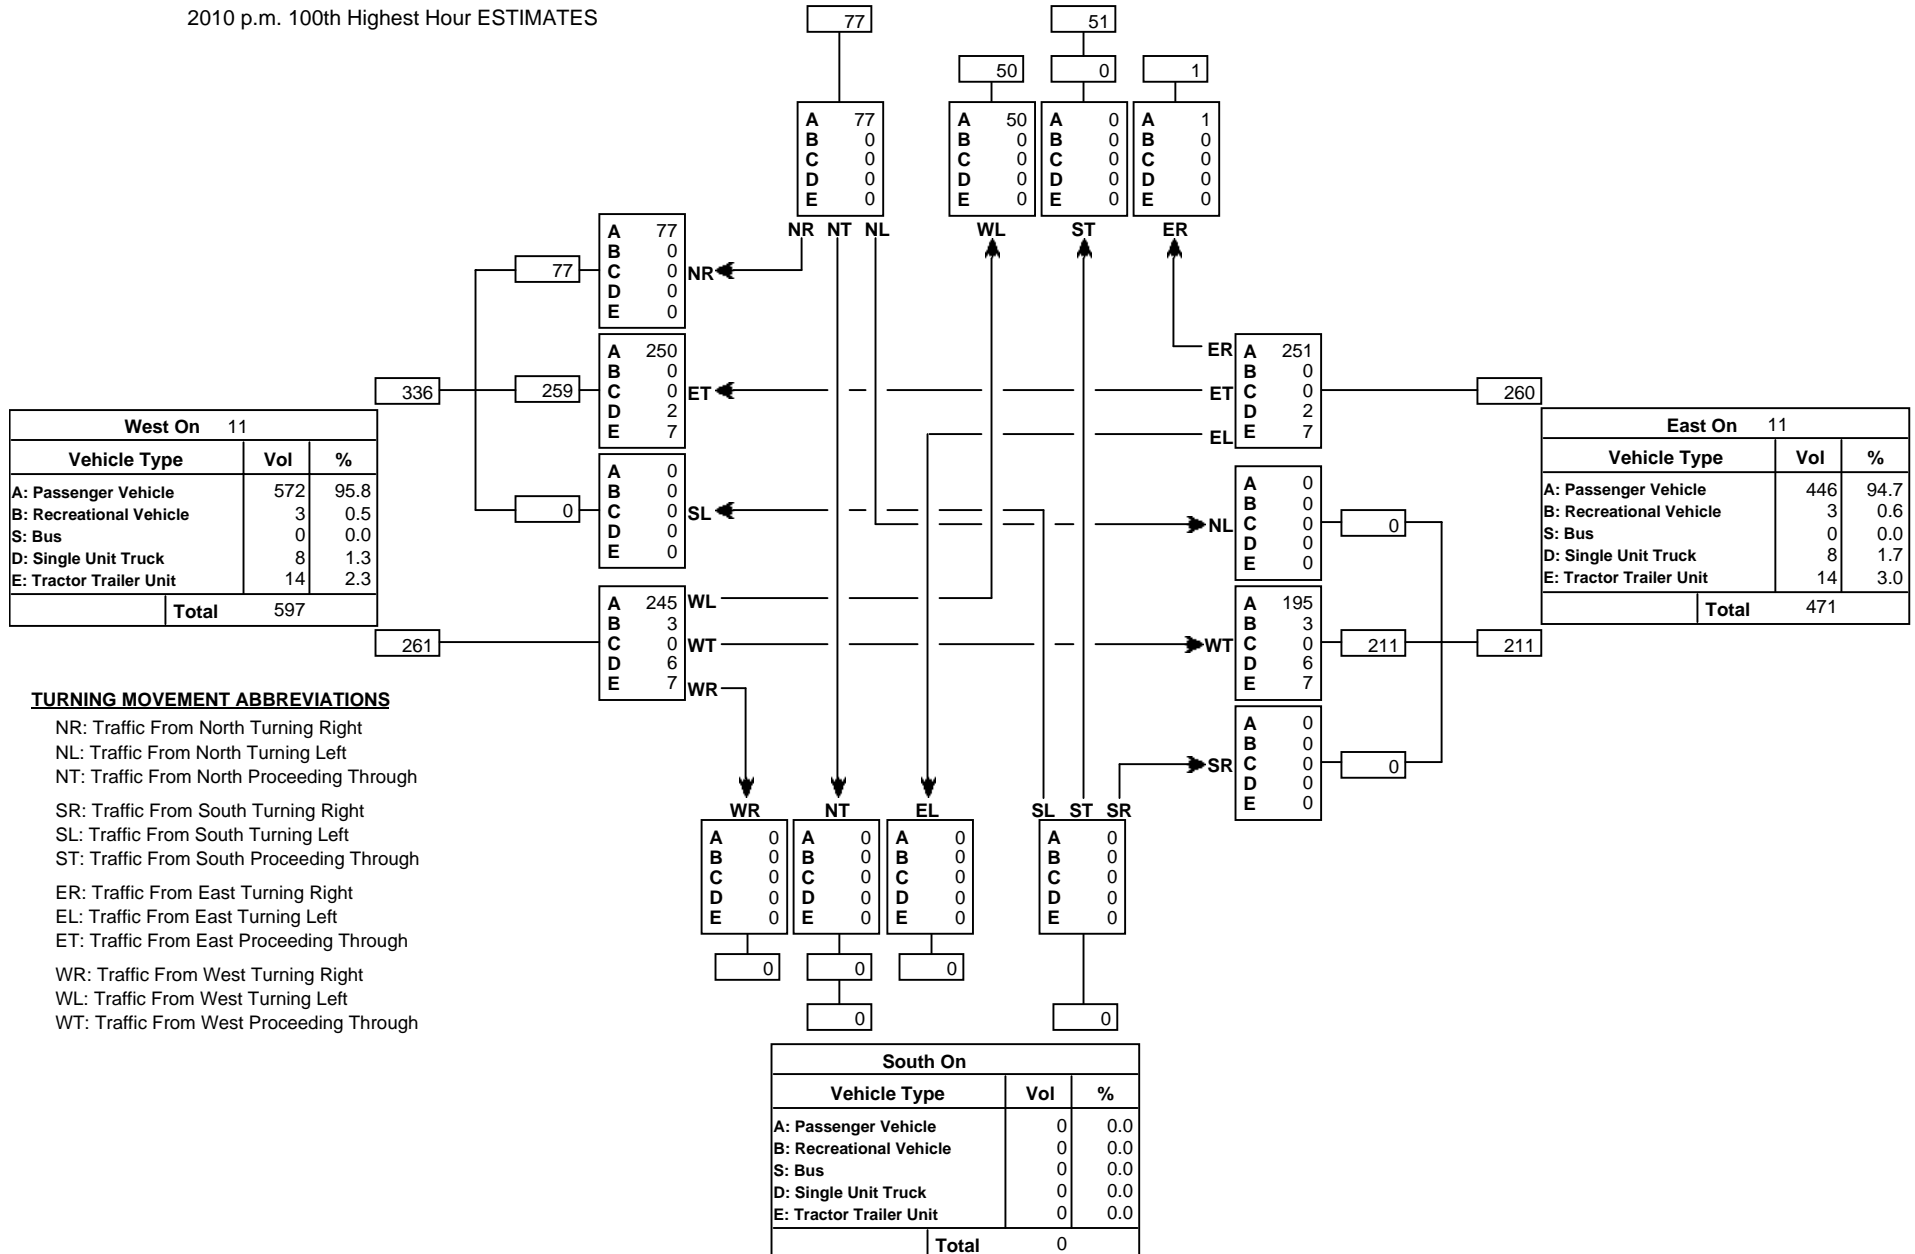 2010 p.m. 100th Highest Hour ESTIMATES
77
51
50
0
1
A 77
B 0
C 0
D 0
E 0
A 50
B 0
C 0
D 0
E 0
A 0
B 0
C 0
D 0
E 0
A 1
B 0
C 0
D 0
E 0
NR NT NL
WL
ST
ER
77
A 77
B 0
C 0
D 0
E 0
NR
336
259
A 250
B 0
C 0
D 2
E 7
ET
0
A 0
B 0
C 0
D 0
E 0
SL
261
A 245
B 3
C 0
D 6
E 7
WL
WT
WR
West On 11
Vehicle Type Vol %
A: Passenger Vehicle 572 95.8
B: Recreational Vehicle 3 0.5
S: Bus 0 0.0
D: Single Unit Truck 8 1.3
E: Tractor Trailer Unit 14 2.3
Total 597
ER
ET
EL
A 251
B 0
C 0
D 2
E 7
260
NL
A 0
B 0
C 0
D 0
E 0
0
WT
A 195
B 3
C 0
D 6
E 7
211
211
SR
A 0
B 0
C 0
D 0
E 0
0
East On 11
Vehicle Type Vol %
A: Passenger Vehicle 446 94.7
B: Recreational Vehicle 3 0.6
S: Bus 0 0.0
D: Single Unit Truck 8 1.7
E: Tractor Trailer Unit 14 3.0
Total 471
TURNING MOVEMENT ABBREVIATIONS
NR: Traffic From North Turning Right
NL: Traffic From North Turning Left
NT: Traffic From North Proceeding Through
SR: Traffic From South Turning Right
SL: Traffic From South Turning Left
ST: Traffic From South Proceeding Through
ER: Traffic From East Turning Right
EL: Traffic From East Turning Left
ET: Traffic From East Proceeding Through
WR: Traffic From West Turning Right
WL: Traffic From West Turning Left
WT: Traffic From West Proceeding Through
WR
NT
EL
SL ST SR
A 0
B 0
C 0
D 0
E 0
A 0
B 0
C 0
D 0
E 0
A 0
B 0
C 0
D 0
E 0
A 0
B 0
C 0
D 0
E 0
0
0
0
0
0
South On
Vehicle Type Vol %
A: Passenger Vehicle 0 0.0
B: Recreational Vehicle 0 0.0
S: Bus 0 0.0
D: Single Unit Truck 0 0.0
E: Tractor Trailer Unit 0 0.0
Total 0